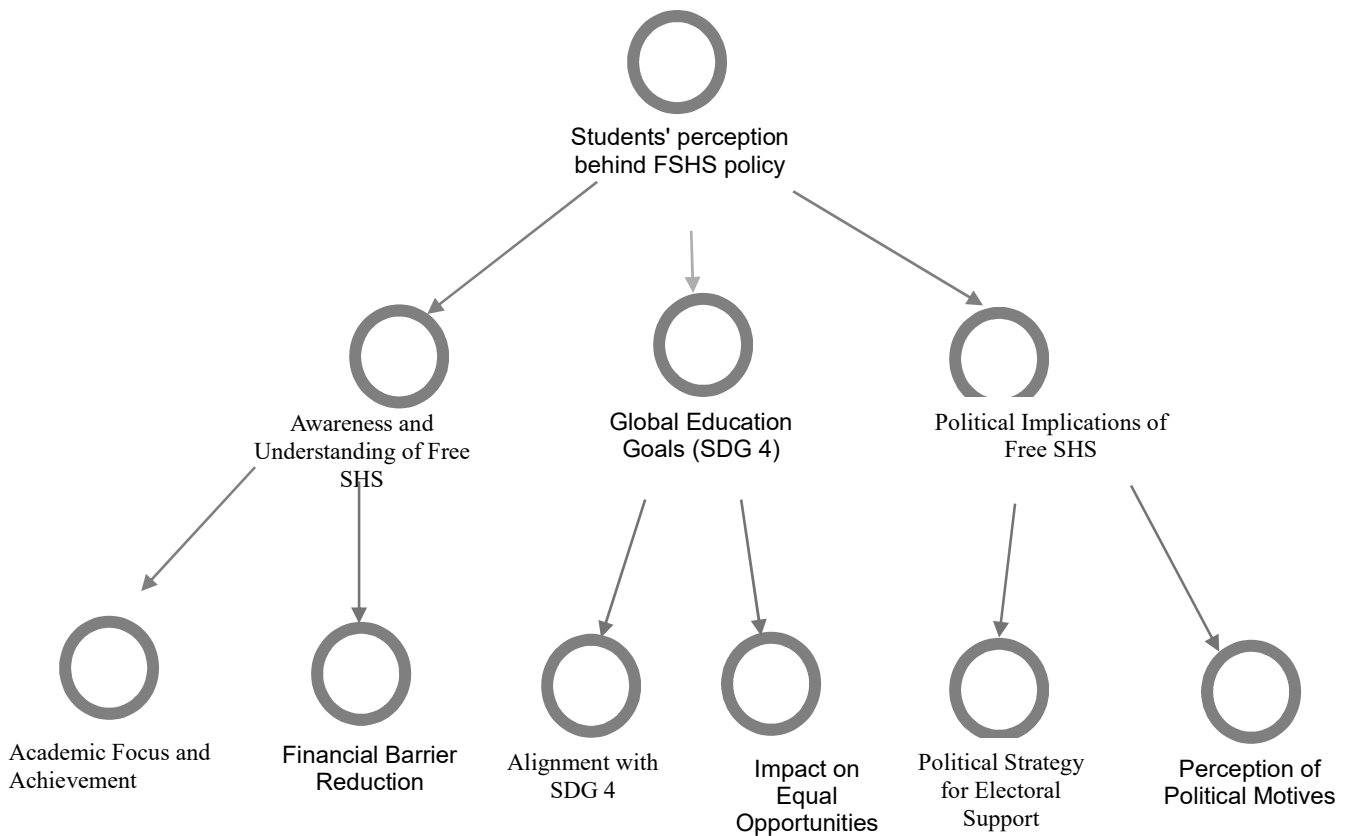 Students' perception
behind FSHS policy
Awareness and
Understanding of Free
SHS
Global Education
Goals (SDG 4)
Political Implications of
Free SHS
Academic Focus and
Achievement
Financial Barrier
Reduction
Alignment with
SDG 4
Impact on
Equal
Opportunities
Political Strategy
for Electoral
Support
Perception of
Political Motives